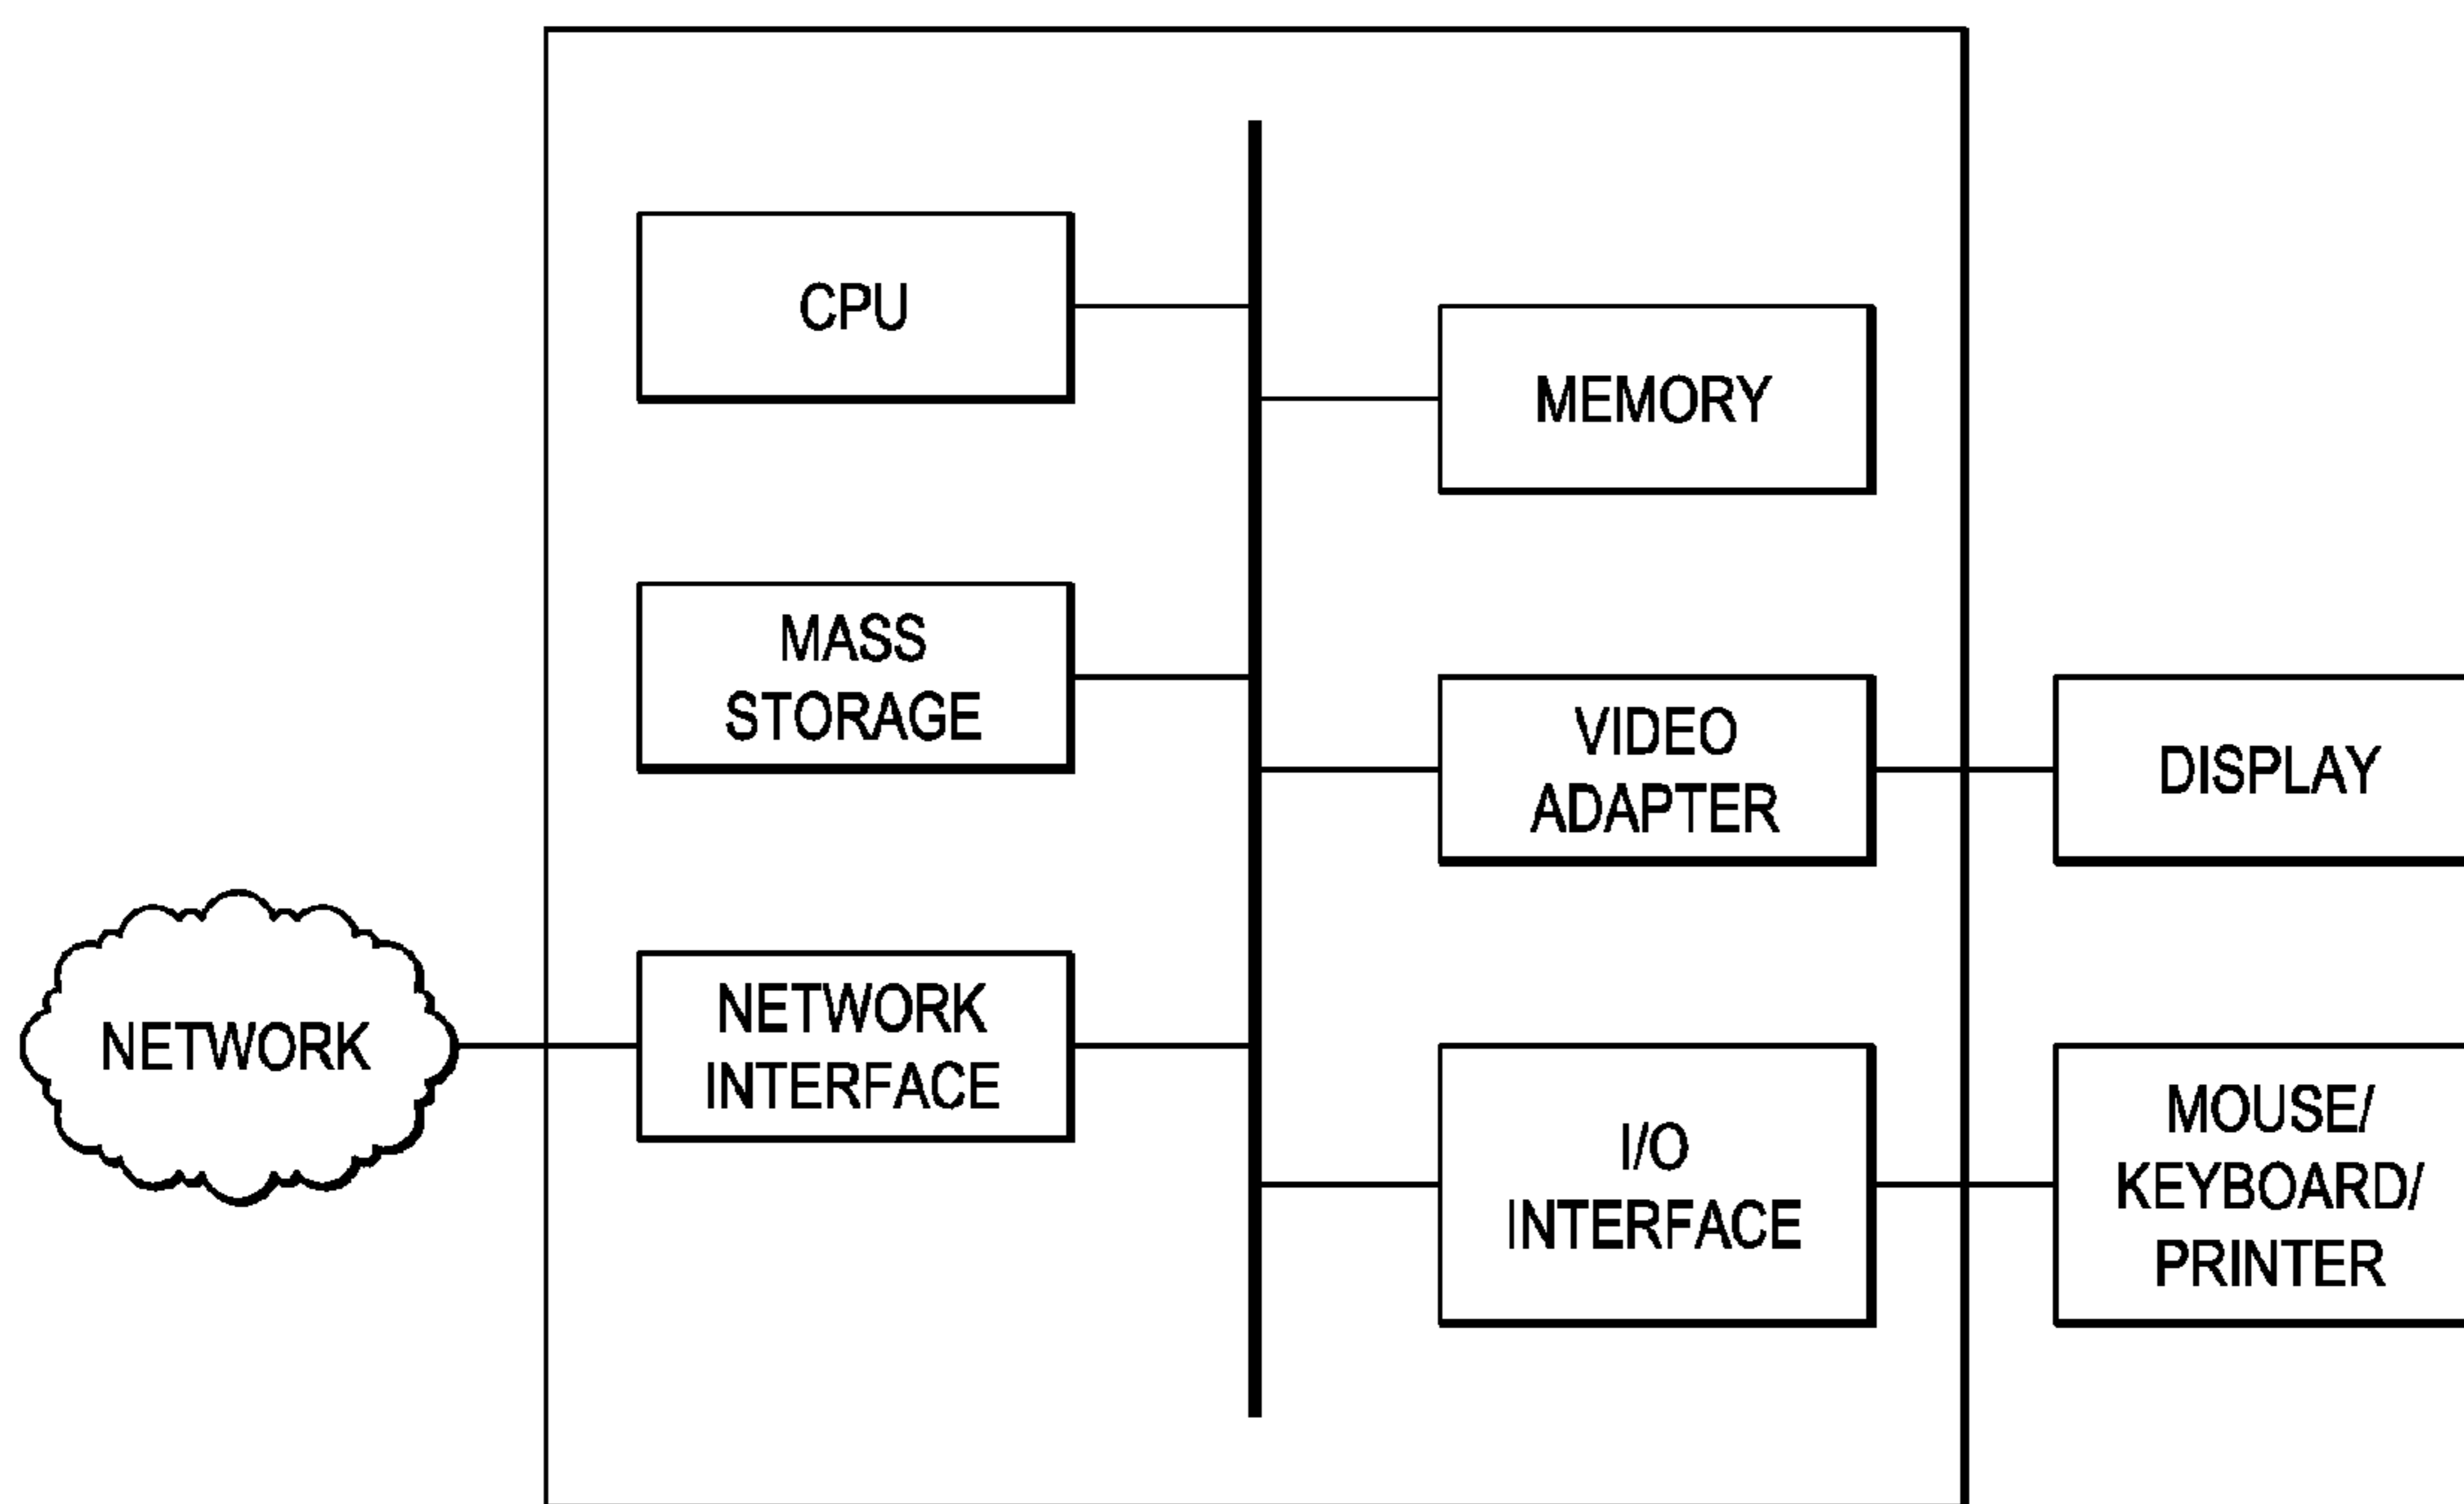 CPU
MEMORY
MASS
STORAGE
VIDEO
ADAPTER
DISPLAY
NETWORK
NETWORK
INTERFACE
I/O
INTERFACE
MOUSE/
KEYBOARD/
PRINTER